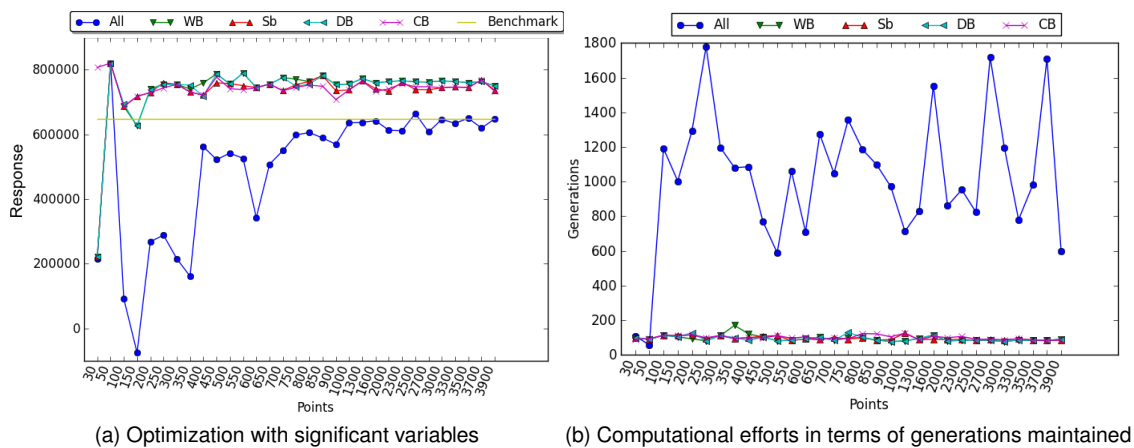 All WB Sb DB CB Benchmark
800000
600000
400000
200000
0
Response
30 50 100 150 200 250 300 350 400 450 500 550 600 650 700 750 800 850 900 1000 1300 1600 2000 2300 2500 2600 3000 3300 3500 3700 3900
Points
(a) Optimization with significant variables
All WB Sb DB CB
1800
1600
1400
1200
1000
800
600
400
200
0
Generations
30 50 100 150 200 250 300 350 400 450 500 550 600 650 700 750 800 850 900 1000 1300 1600 2000 2300 2500 2600 3000 3300 3500 3700 3900
Points
(b) Computational efforts in terms of generations maintained